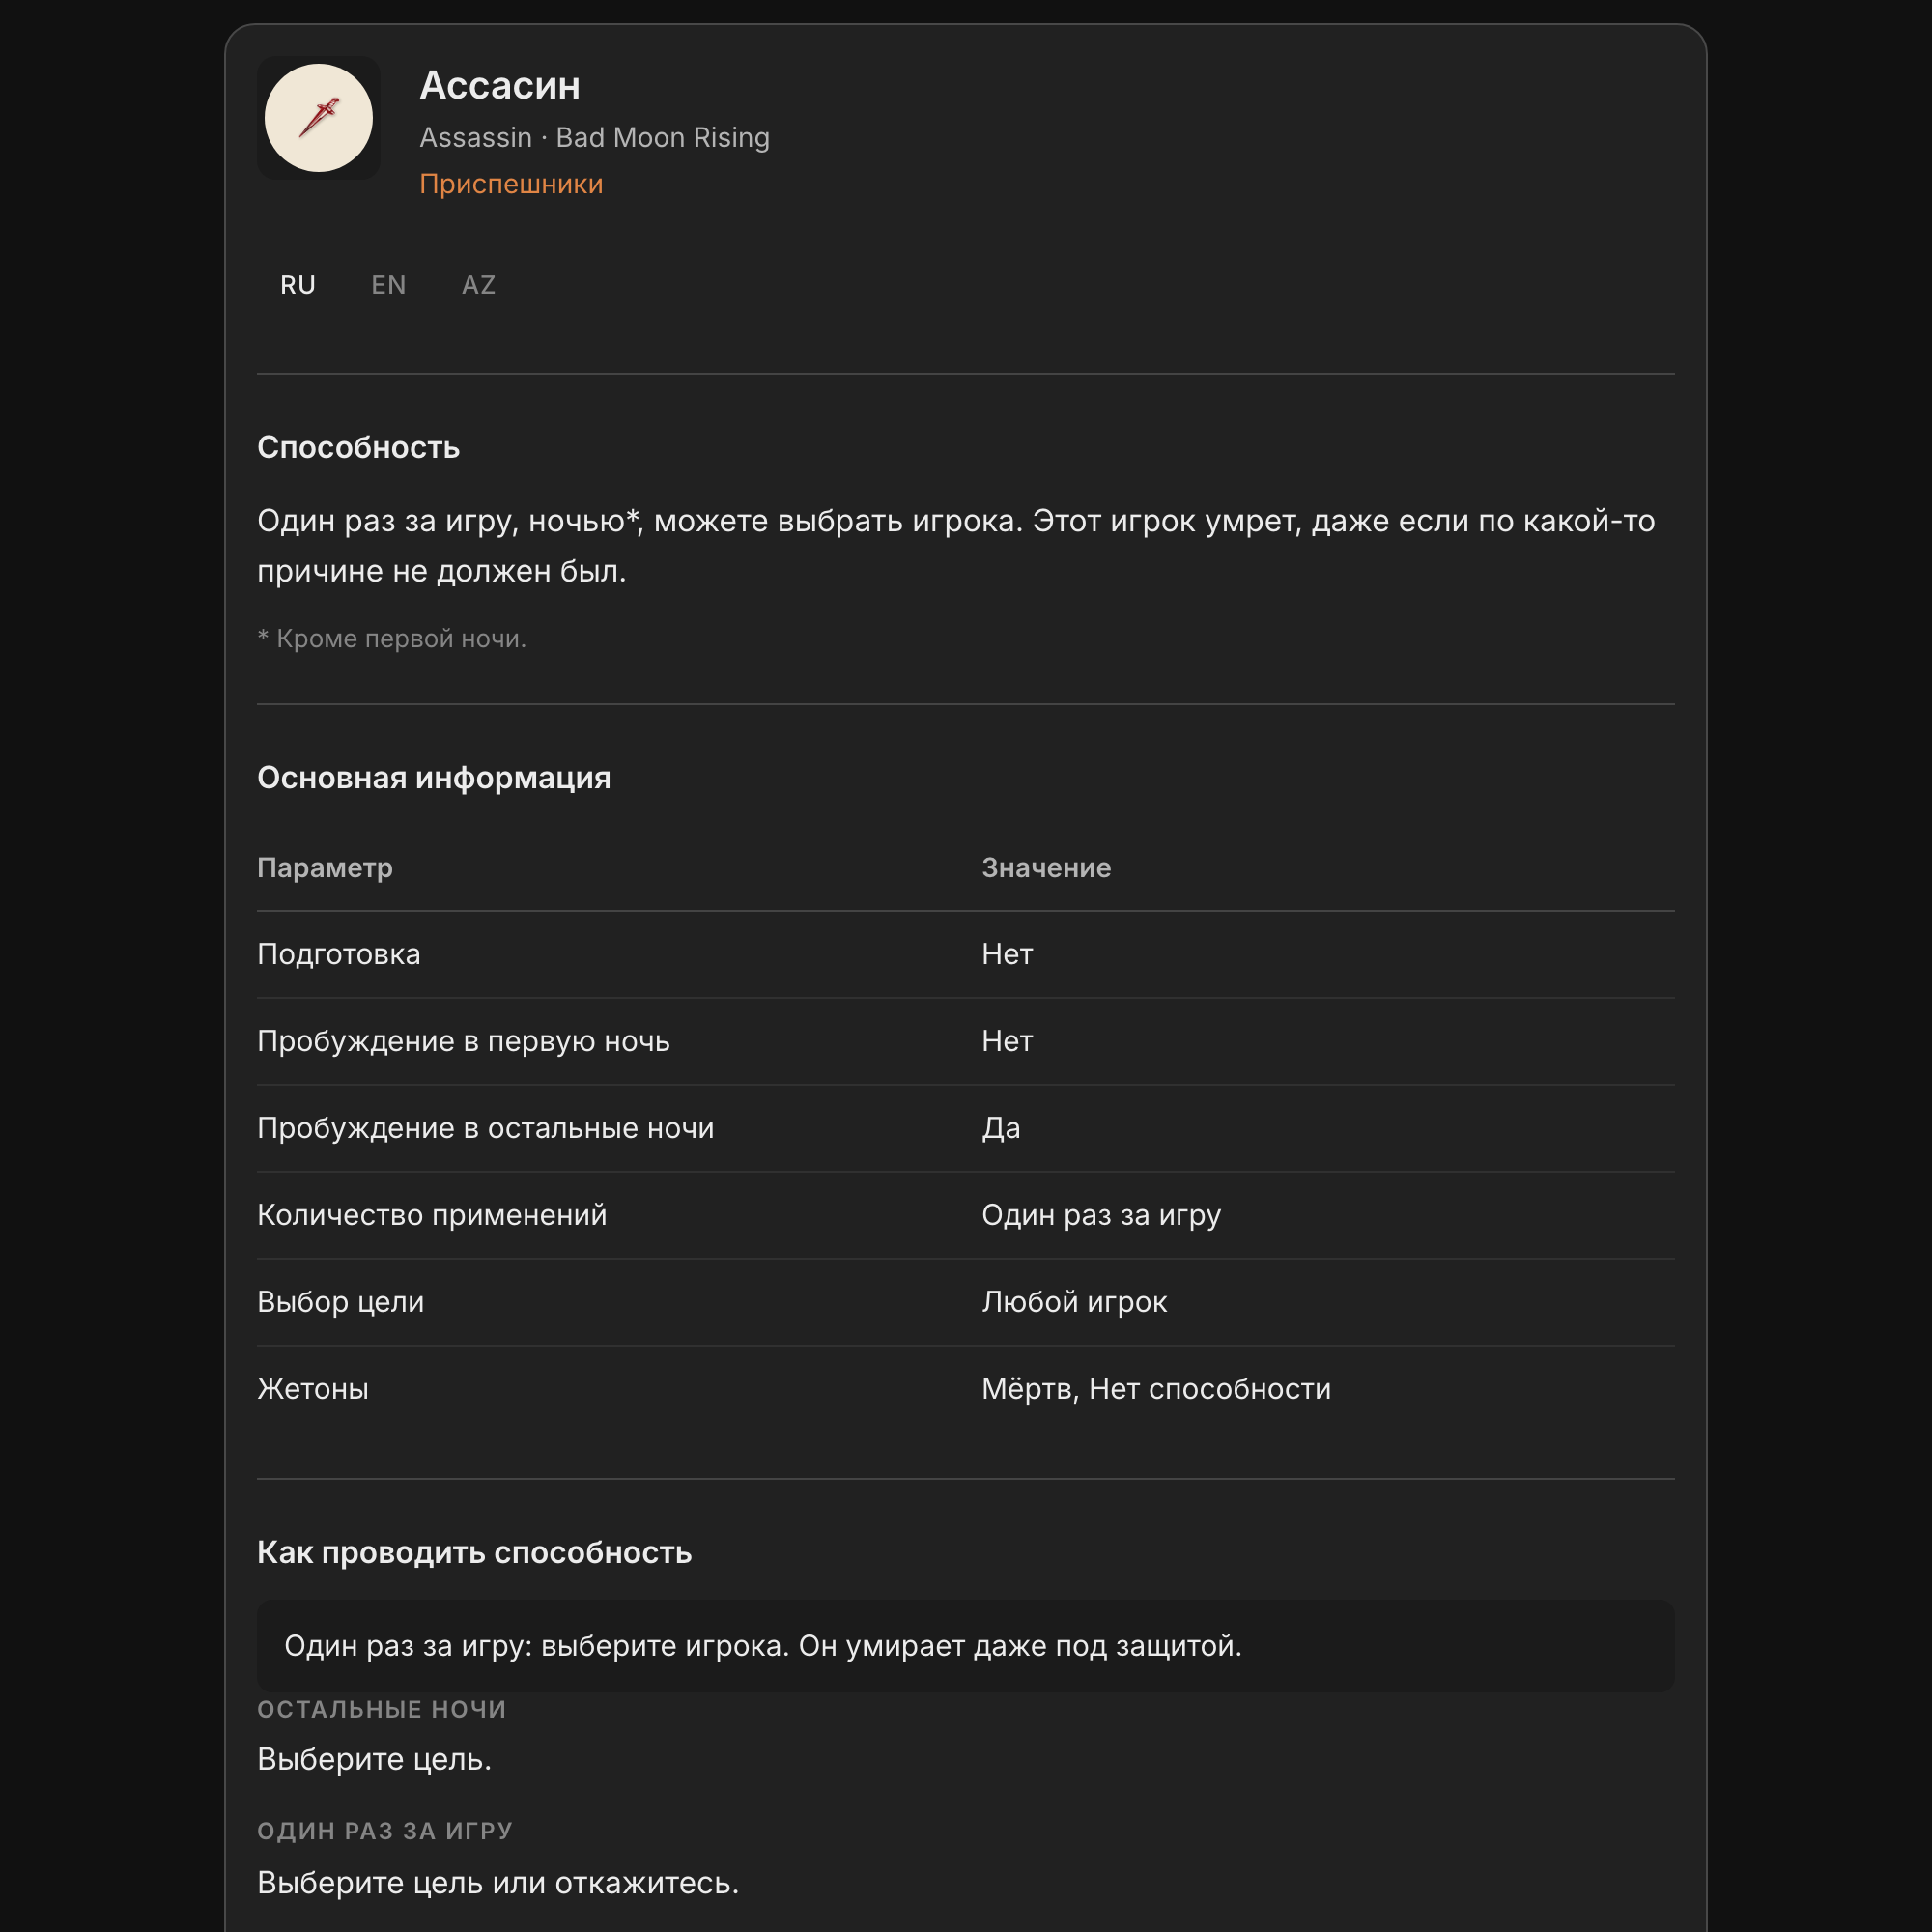 Ассасин
Assassin · Bad Moon Rising
Приспешники
RU EN AZ
Способность
Один раз за игру, ночью*, можете выбрать игрока. Этот игрок умрет, даже если по какой-то
причине не должен был.
* Кроме первой ночи.
Основная информация
Параметр Значение
Подготовка Нет
Пробуждение в первую ночь Нет
Пробуждение в остальные ночи Да
Количество применений Один раз за игру
Выбор цели Любой игрок
Жетоны Мёртв, Нет способности
Как проводить способность
Один раз за игру: выберите игрока. Он умирает даже под защитой.
ОСТАЛЬНЫЕ НОЧИ
Выберите цель.
ОДИН РАЗ ЗА ИГРУ
Выберите цель или откажитесь.